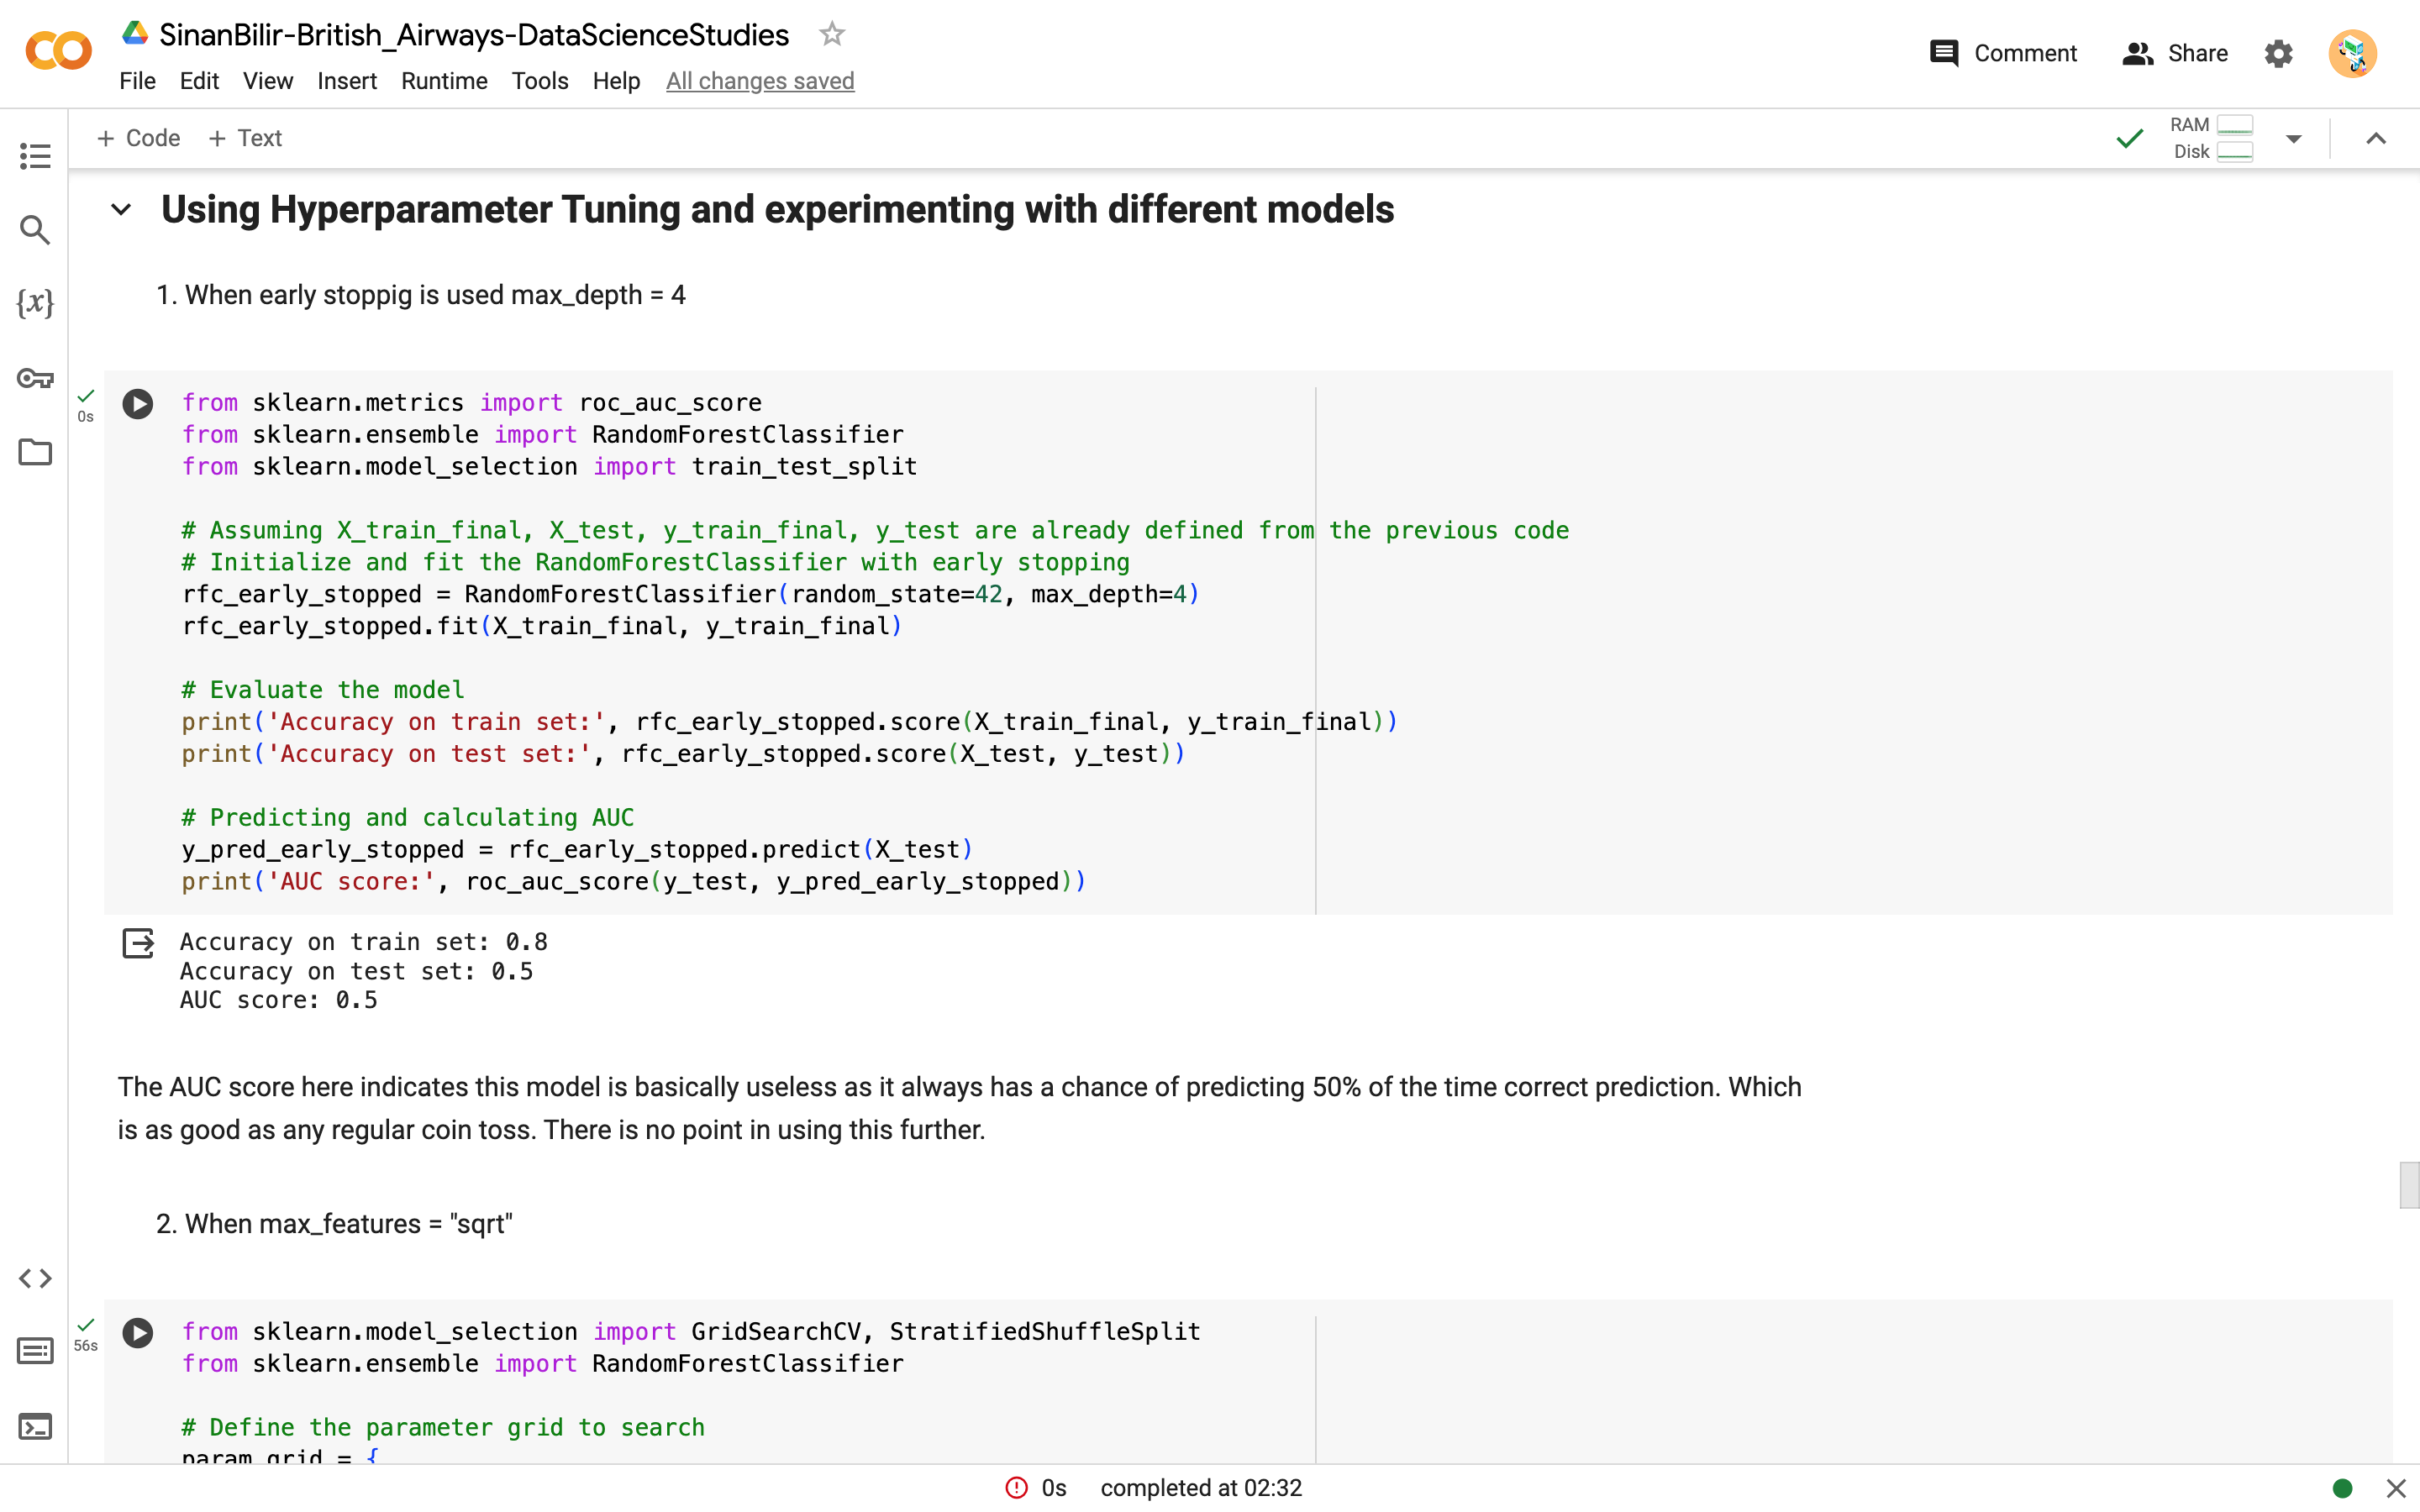 SinanBilir-British_Airways-DataScienceStudies
File Edit View Insert Runtime Tools Help All changes saved
Comment Share
+ Code + Text
RAM
Disk
Using Hyperparameter Tuning and experimenting with different models
1. When early stoppig is used max_depth = 4
0s
from sklearn.metrics import roc_auc_score
from sklearn.ensemble import RandomForestClassifier
from sklearn.model_selection import train_test_split
# Assuming X_train_final, X_test, y_train_final, y_test are already defined from the previous code
# Initialize and fit the RandomForestClassifier with early stopping
rfc_early_stopped = RandomForestClassifier(random_state=42, max_depth=4)
rfc_early_stopped.fit(X_train_final, y_train_final)
# Evaluate the model
print('Accuracy on train set:', rfc_early_stopped.score(X_train_final, y_train_final))
print('Accuracy on test set:', rfc_early_stopped.score(X_test, y_test))
# Predicting and calculating AUC
y_pred_early_stopped = rfc_early_stopped.predict(X_test)
print('AUC score:', roc_auc_score(y_test, y_pred_early_stopped))
Accuracy on train set: 0.8
Accuracy on test set: 0.5
AUC score: 0.5
The AUC score here indicates this model is basically useless as it always has a chance of predicting 50% of the time correct prediction. Which
is as good as any regular coin toss. There is no point in using this further.
2. When max_features = "sqrt"
56s
from sklearn.model_selection import GridSearchCV, StratifiedShuffleSplit
from sklearn.ensemble import RandomForestClassifier
# Define the parameter grid to search
param_grid = {
0s completed at 02:32